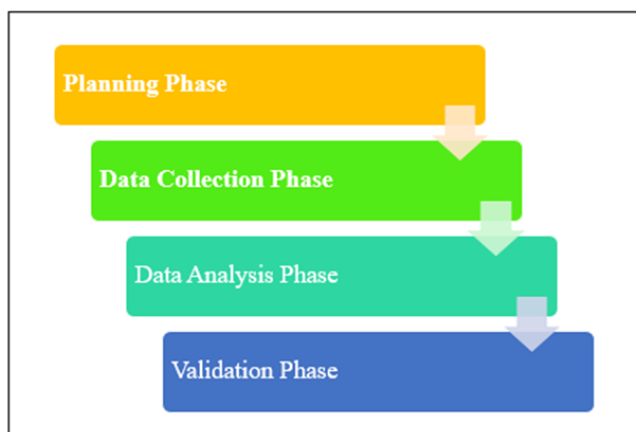 Planning Phase
Data Collection Phase
Data Analysis Phase
Validation Phase